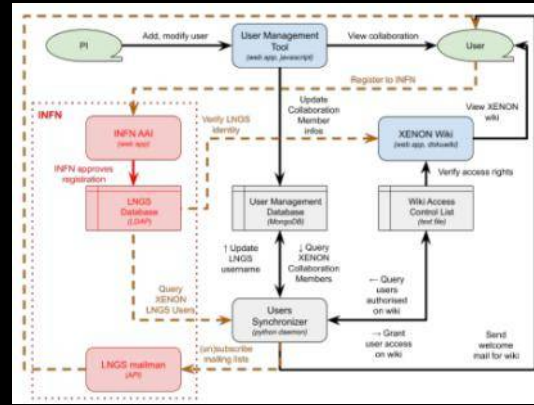 PI
Add, modify user
User Management
Tool
(web app, javascript)
View collaboration
User
Register to INFN
INFN
INFN AAI
(web app)
Verify LNGS
identity
Update
Collaboration
Member
infos
XENON Wiki
(web app, dokuwiki)
View XENON
wiki
INFN approves
registration
Verify access rights
LNGS
Database
(LDAP)
User Management
Database
(MongoDB)
Wiki Access
Control List
(text file)
↑ Update
LNGS
username
↓ Query
XENON
Collaboration
Members
Query
XENON
LNGS Users
← Query
users
authorised
on wiki
Users
Synchronizer
(python daemon)
→ Grant
user access
on wiki
Send
welcome
mail for wiki
(un)subscribe
mailing lists
LNGS mailman
(API)